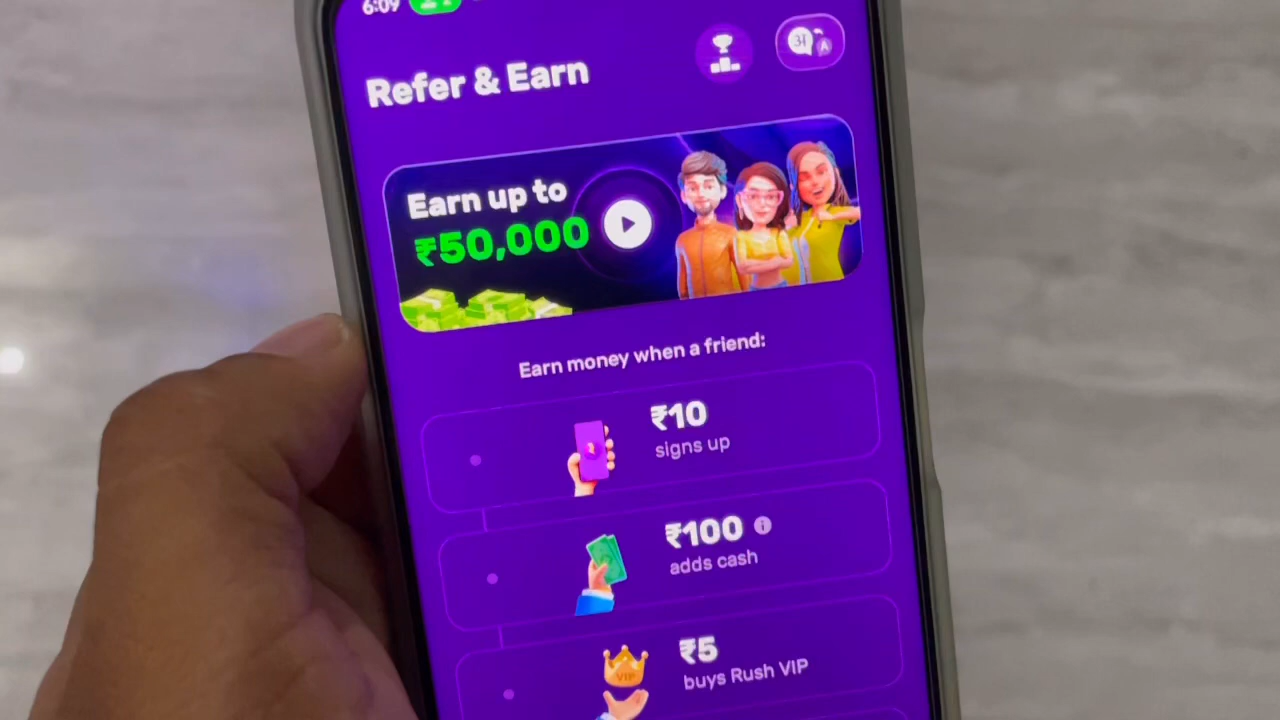 6:09
Refer & Earn
अ
A
Earn up to
₹50,000
Earn money when a friend:
₹10
signs up
₹100
adds cash
₹5
VIP
buys Rush VIP